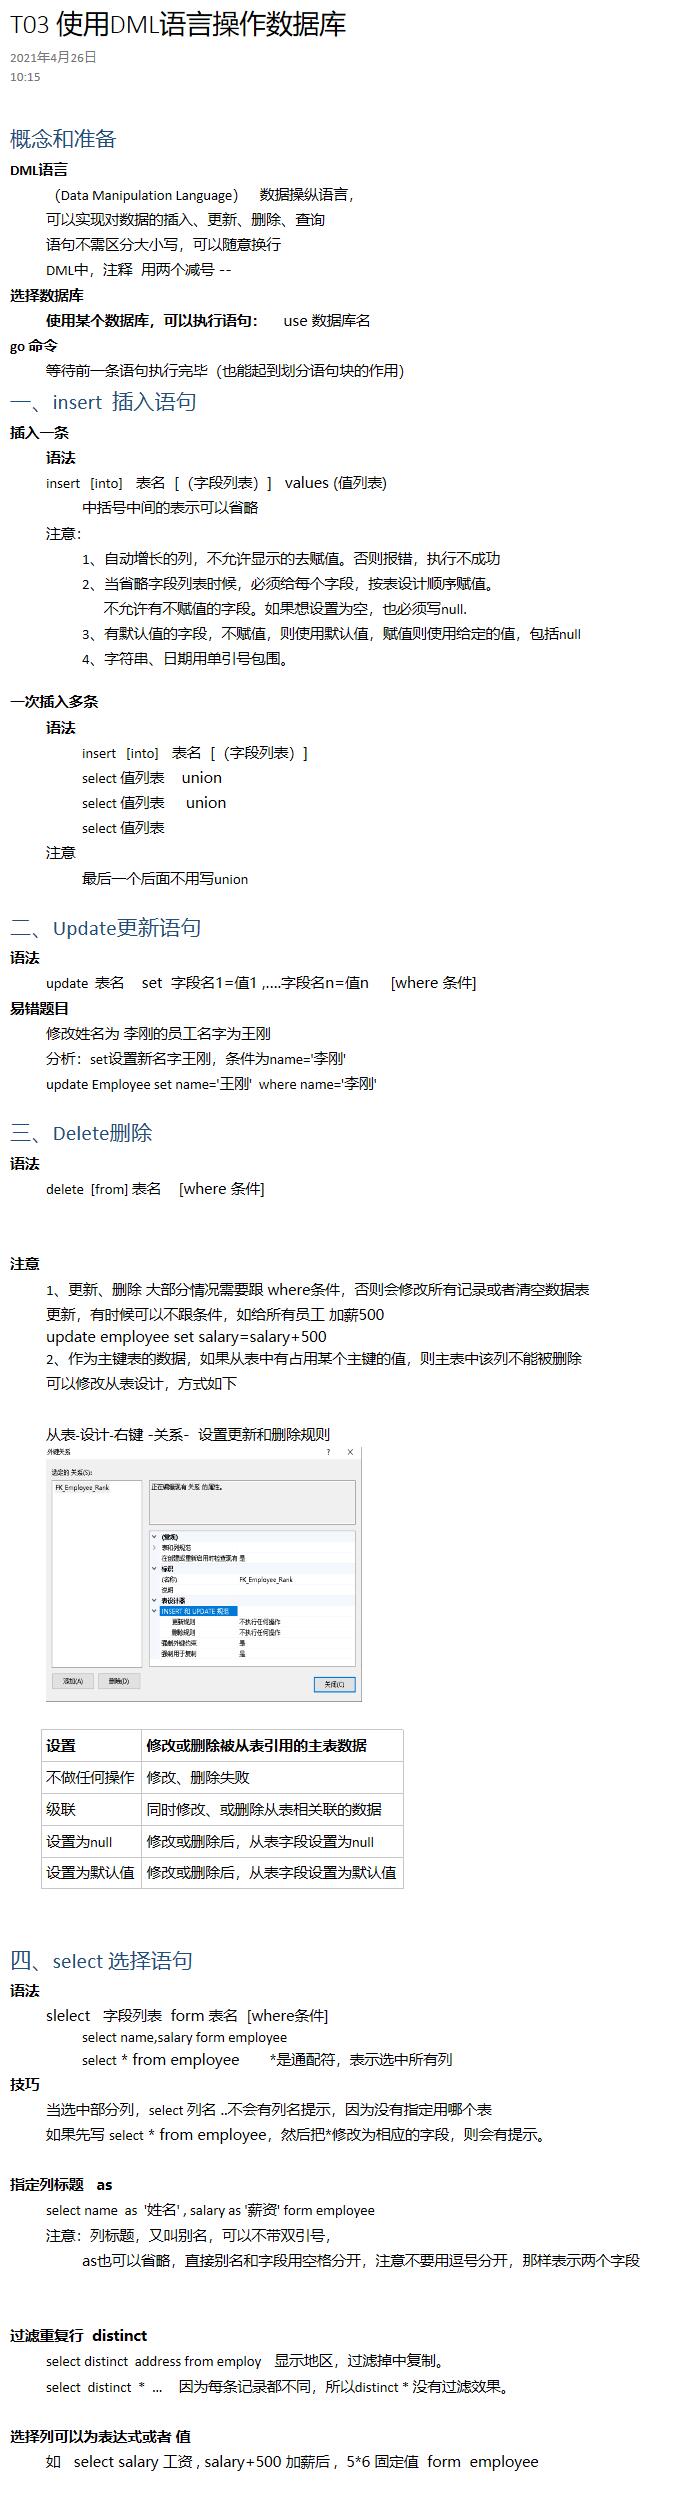 T03 使用DML语言操作数据库
2021年4月26日
10:15
概念和准备
DML语言
（Data Manipulation Language） 数据操纵语言，
可以实现对数据的插入、更新、删除、查询
语句不需区分大小写，可以随意换行
DML中，注释 用两个减号 --
选择数据库
使用某个数据库，可以执行语句： use 数据库名
go 命令
等待前一条语句执行完毕（也能起到划分语句块的作用）
一、insert 插入语句
插入一条
语法
insert [into] 表名 [（字段列表）] values (值列表)
中括号中间的表示可以省略
注意：
1、自动增长的列，不允许显示的去赋值。否则报错，执行不成功
2、当省略字段列表时候，必须给每个字段，按表设计顺序赋值。
不允许有不赋值的字段。如果想设置为空，也必须写null.
3、有默认值的字段，不赋值，则使用默认值，赋值则使用给定的值，包括null
4、字符串、日期用单引号包围。
一次插入多条
语法
insert [into] 表名 [（字段列表）]
select 值列表 union
select 值列表 union
select 值列表
注意
最后一个后面不用写union
二、Update更新语句
语法
update 表名 set 字段名1=值1 ,....字段名n=值n [where 条件]
易错题目
修改姓名为 李刚的员工名字为王刚
分析：set设置新名字王刚，条件为name='李刚'
update Employee set name='王刚' where name='李刚'
三、Delete删除
语法
delete [from] 表名 [where 条件]
注意
1、更新、删除 大部分情况需要跟 where条件，否则会修改所有记录或者清空数据表
更新，有时候可以不跟条件，如给所有员工 加薪500
update employee set salary=salary+500
2、作为主键表的数据，如果从表中有占用某个主键的值，则主表中该列不能被删除
可以修改从表设计，方式如下
从表-设计-右键 -关系- 设置更新和删除规则
外键关系 ? ×
选定的 关系(S):
FK_Employee_Rank
正在编辑现有 关系 的属性。
(常规)
表和列规范
在创建或重新启用时检查现有 是
标识
(名称) FK_Employee_Rank
说明
表设计器
INSERT 和 UPDATE 规范
更新规则 不执行任何操作
删除规则 不执行任何操作
强制外键约束 是
强制用于复制 是
添加(A) 删除(D) 关闭(C)
设置 修改或删除被从表引用的主表数据
不做任何操作 修改、删除失败
级联 同时修改、或删除从表相关联的数据
设置为null 修改或删除后，从表字段设置为null
设置为默认值 修改或删除后，从表字段设置为默认值
四、select 选择语句
语法
slelect 字段列表 form 表名 [where条件]
select name,salary form employee
select * from employee *是通配符，表示选中所有列
技巧
当选中部分列，select 列名 ..不会有列名提示，因为没有指定用哪个表
如果先写 select * from employee，然后把*修改为相应的字段，则会有提示。
指定列标题 as
select name as '姓名' , salary as '薪资' form employee
注意：列标题，又叫别名，可以不带双引号，
as也可以省略，直接别名和字段用空格分开，注意不要用逗号分开，那样表示两个字段
过滤重复行 distinct
select distinct address from employ 显示地区，过滤掉中复制。
select distinct * ... 因为每条记录都不同，所以distinct * 没有过滤效果。
选择列可以为表达式或者 值
如 select salary 工资 , salary+500 加薪后 , 5*6 固定值 form employee